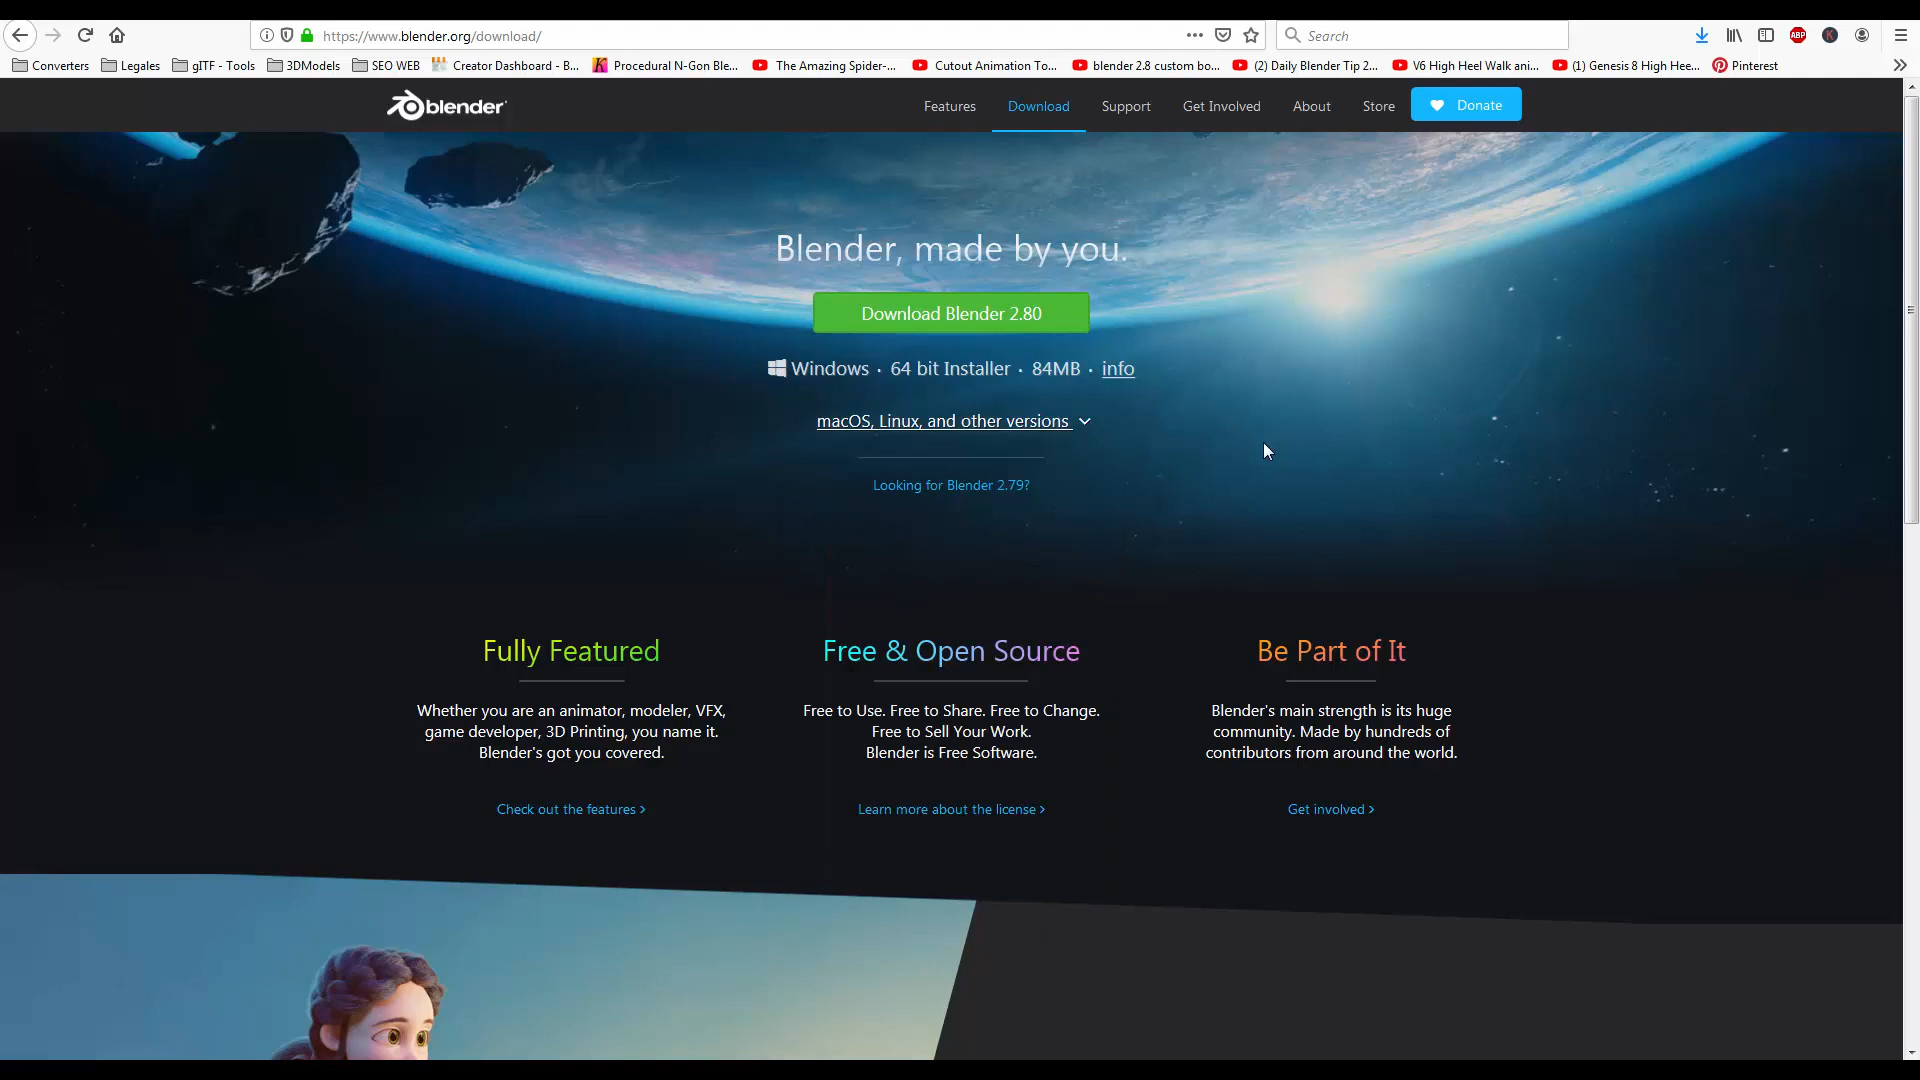 https://www.blender.org/download/
Search
ABP
Converters Legales glTF - Tools 3DModels SEO WEB Creator Dashboard - B... Procedural N-Gon Ble... The Amazing Spider-... Cutout Animation To... blender 2.8 custom bo... (2) Daily Blender Tip 2... V6 High Heel Walk ani... (1) Genesis 8 High Hee... Pinterest
blender
Features Download Support Get Involved About Store Donate
Blender, made by you.
Download Blender 2.80
Windows · 64 bit Installer · 84MB · info
macOS, Linux, and other versions
Looking for Blender 2.79?
Fully Featured
Whether you are an animator, modeler, VFX,
game developer, 3D Printing, you name it.
Blender's got you covered.
Check out the features ›
Free & Open Source
Free to Use. Free to Share. Free to Change.
Free to Sell Your Work.
Blender is Free Software.
Learn more about the license ›
Be Part of It
Blender's main strength is its huge
community. Made by hundreds of
contributors from around the world.
Get involved ›